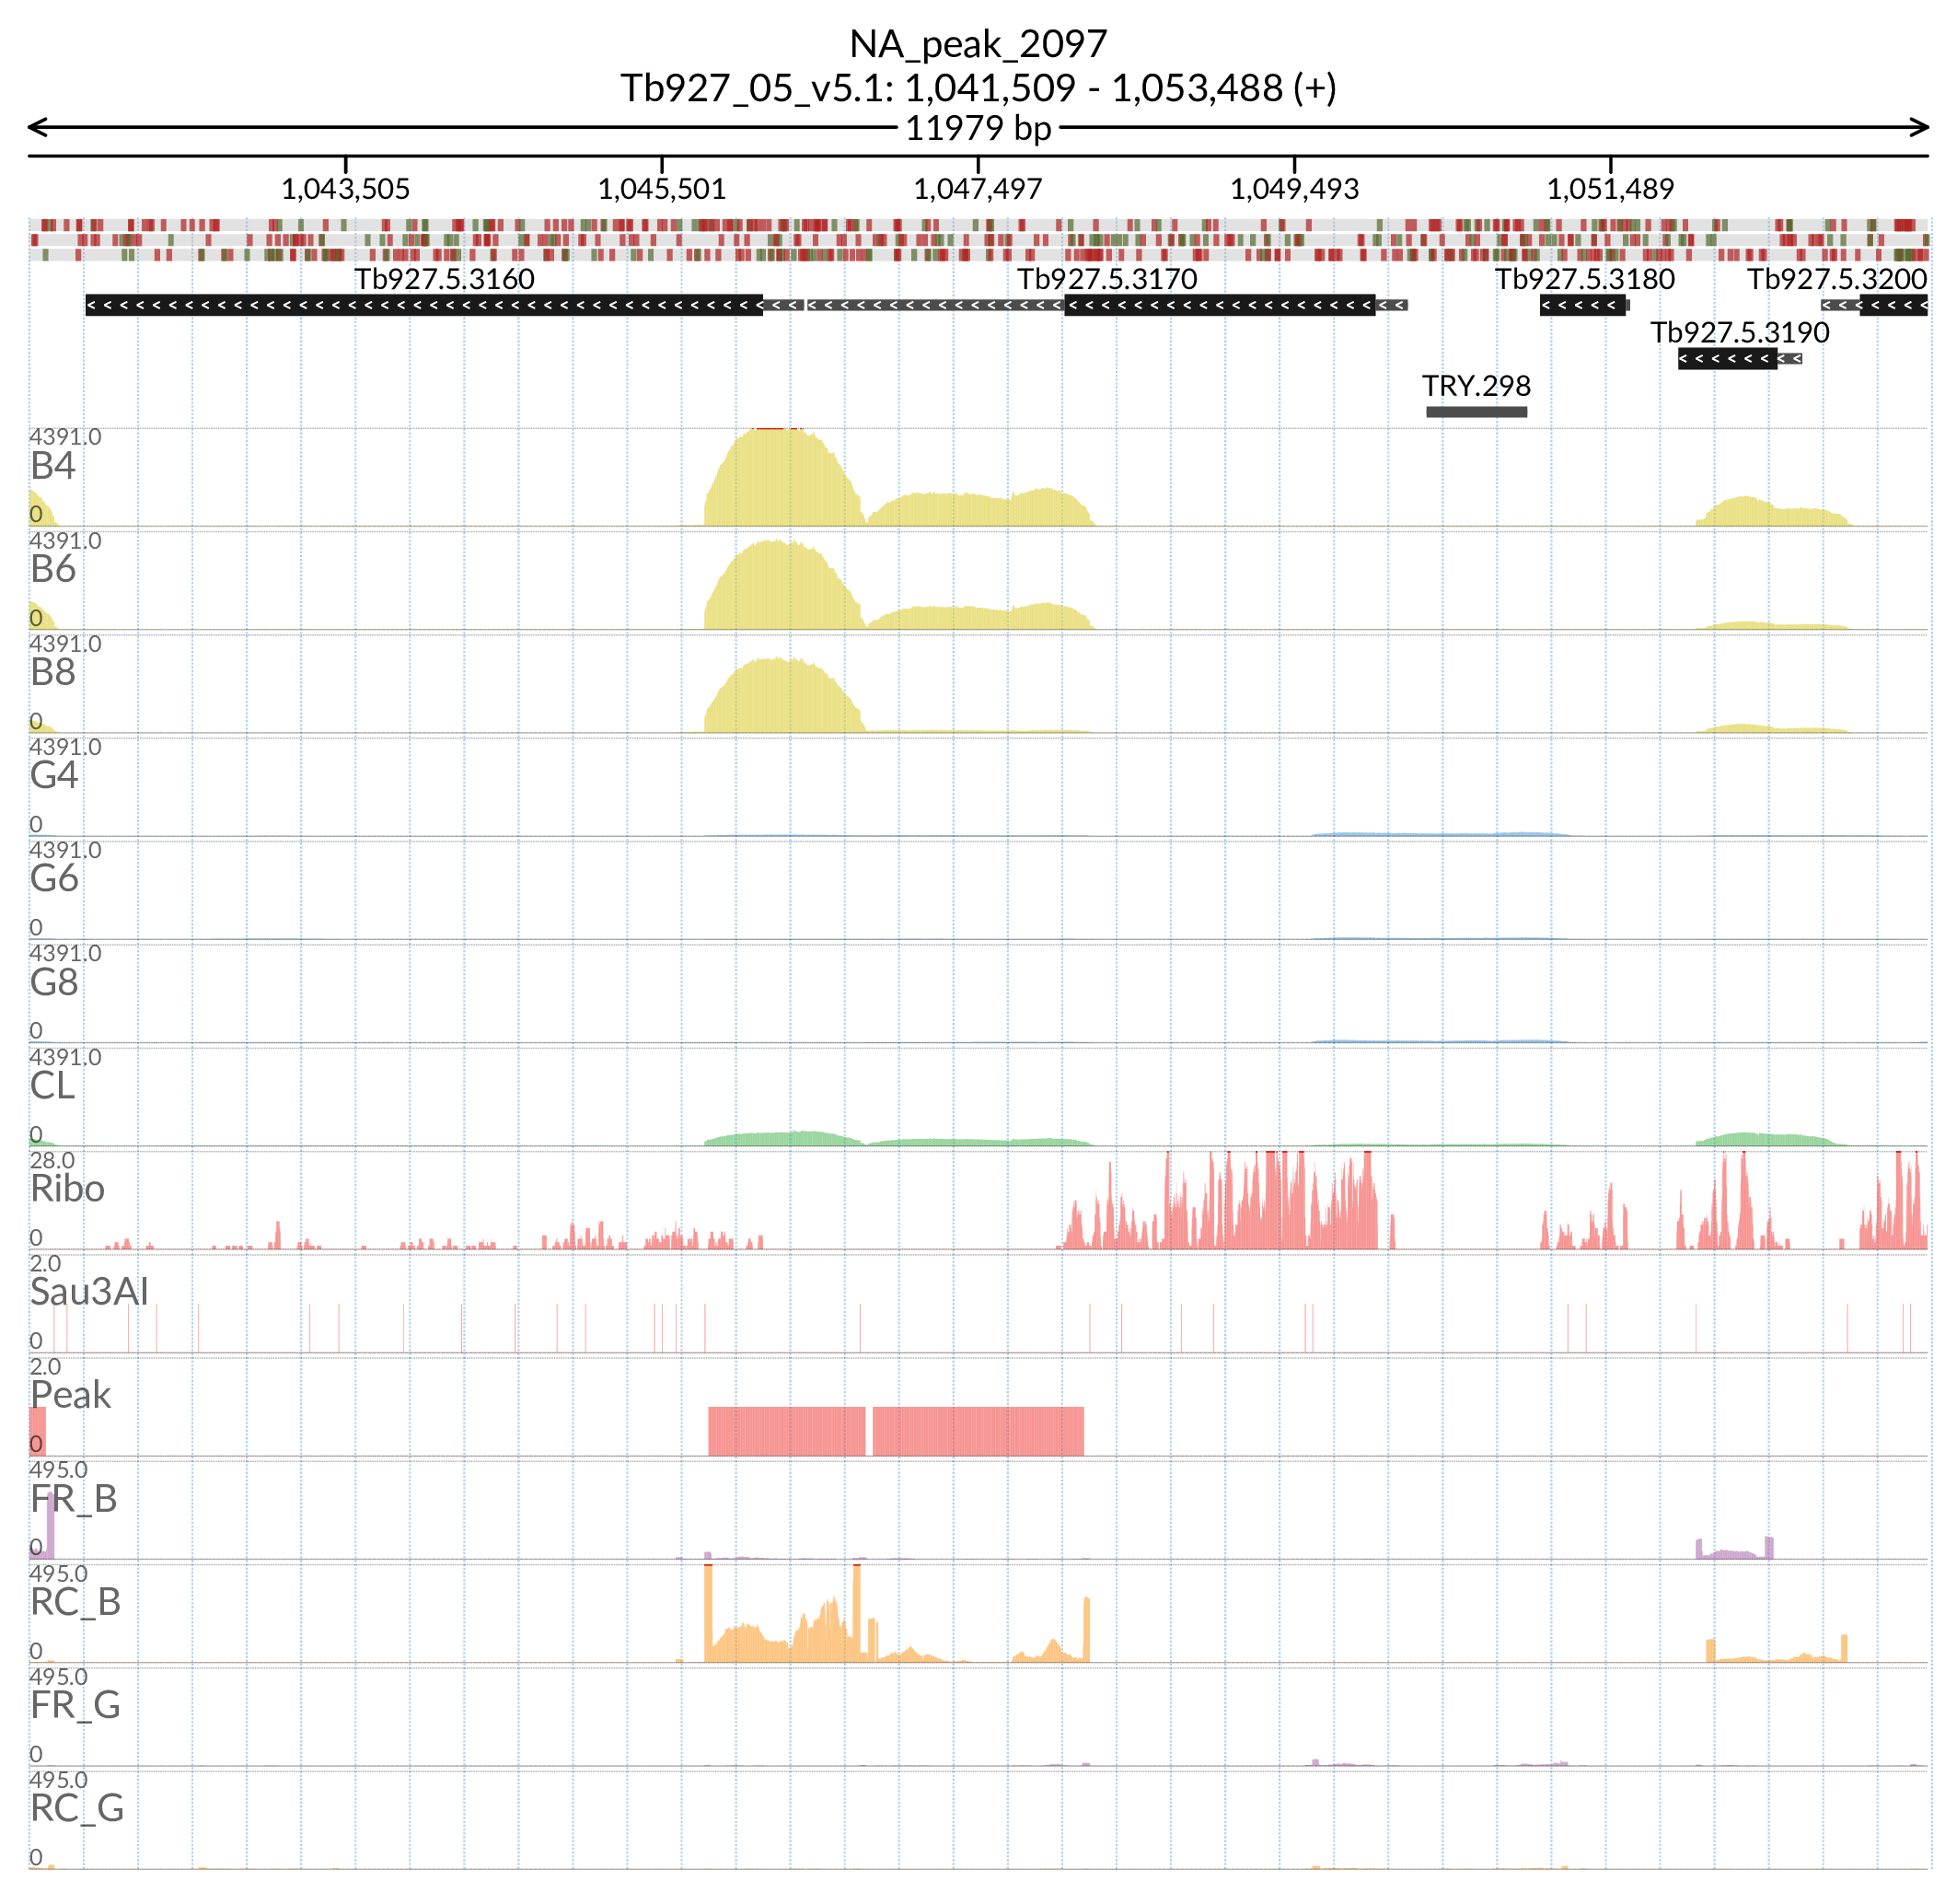 NA_peak_2097
Tb927_05_v5.1: 1,041,509 - 1,053,488 (+)
11979 bp
1,043,505 1,045,501 1,047,497 1,049,493 1,051,489
Tb927.5.3160 Tb927.5.3170 Tb927.5.3180 Tb927.5.3200
Tb927.5.3190
TRY.298
4391.0
B4
0
4391.0
B6
0
4391.0
B8
0
4391.0
G4
0
4391.0
G6
0
4391.0
G8
0
4391.0
CL
0
28.0
Ribo
0
2.0
Sau3AI
0
2.0
Peak
0
495.0
FR_B
0
495.0
RC_B
0
495.0
FR_G
0
495.0
RC_G
0